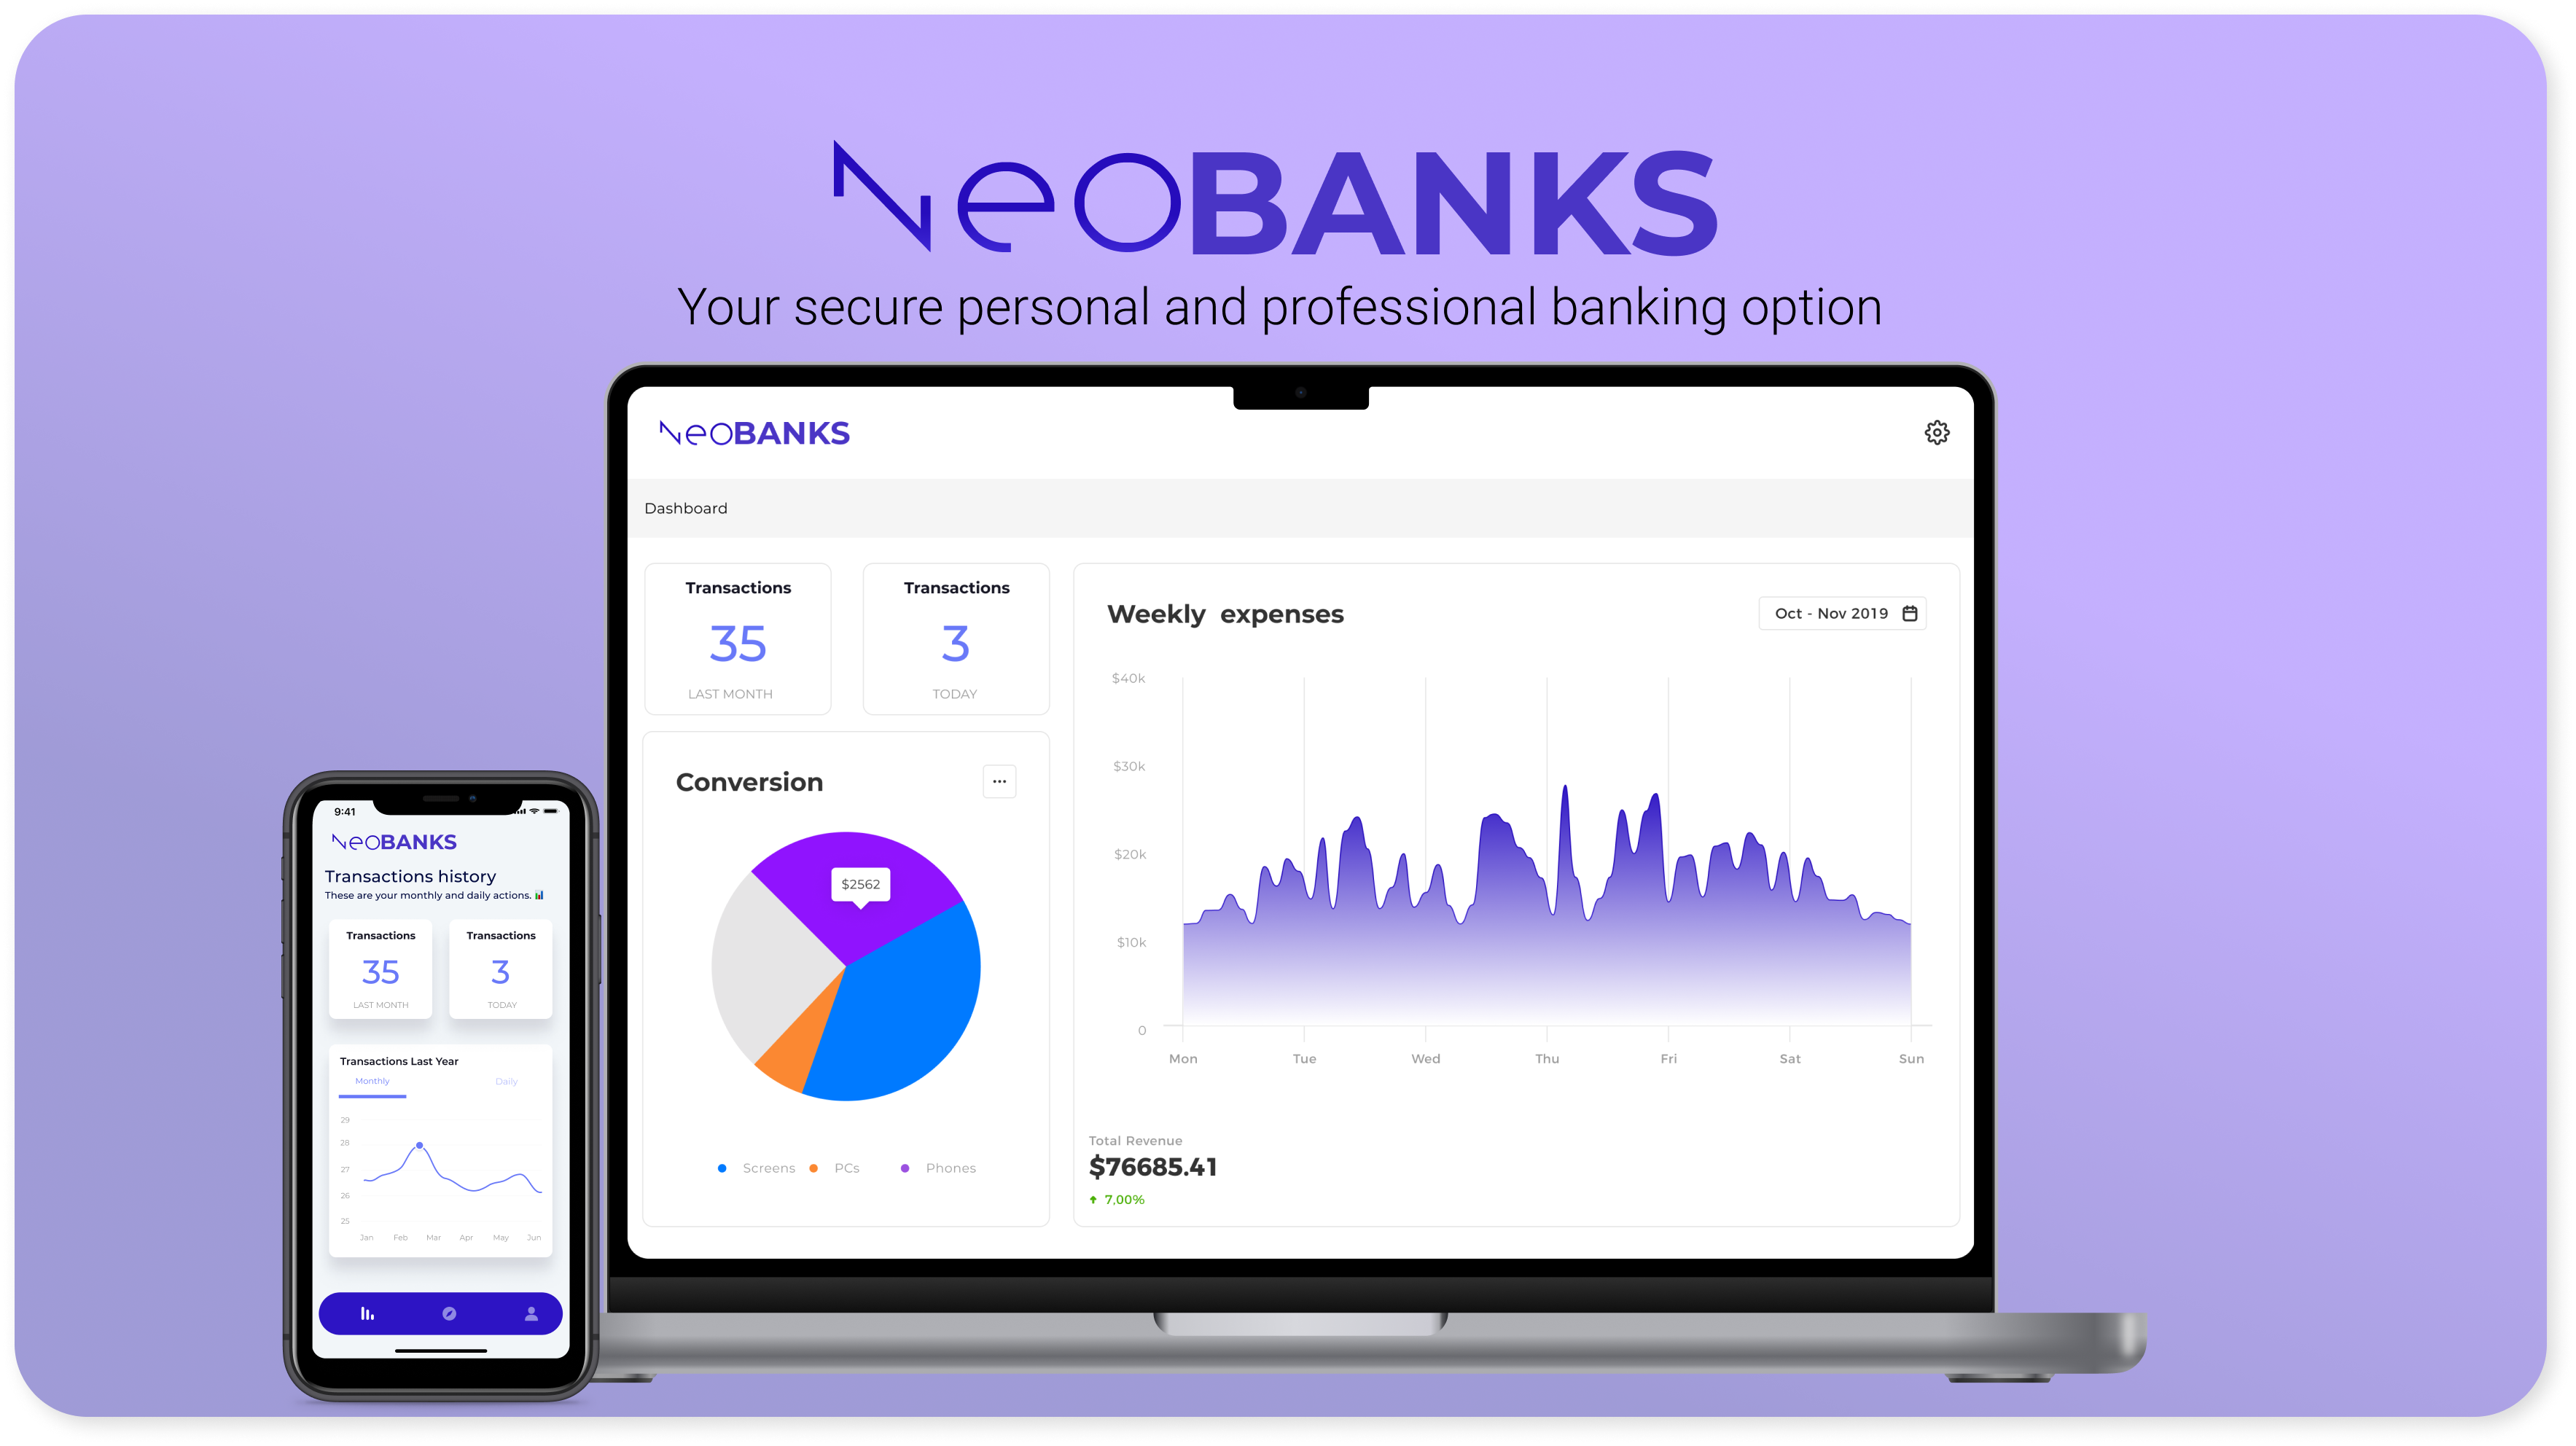 NeoBANKS
Your secure personal and professional banking option
NeoBANKS
Dashboard
Transactions
35
LAST MONTH
Transactions
3
TODAY
Conversion
...
$2562
Screens
PCs
Phones
Weekly expenses
Oct - Nov 2019
$40k
$30k
$20k
$10k
0
Mon Tue Wed Thu Fri Sat Sun
Total Revenue
$76685.41
7,00%
9:41
NeoBANKS
Transactions history
These are your monthly and daily actions.
Transactions
35
LAST MONTH
Transactions
3
TODAY
Transactions Last Year
Monthly Daily
29
28
27
26
25
Jan Feb Mar Apr May Jun